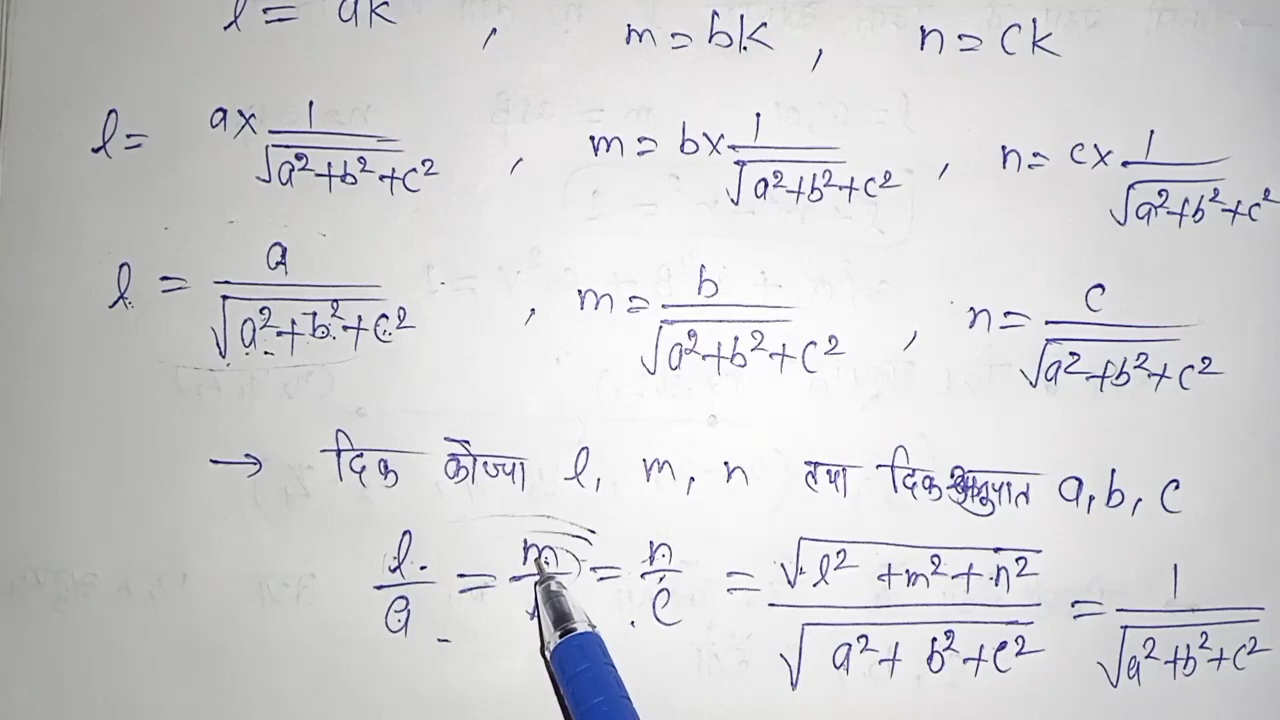 l = ak , m = bk , n = ck
l = a× 1/√a²+b²+c² , m = b× 1/√a²+b²+c² , n = c× 1/√a²+b²+c²
l = a/√a²+b²+c² , m = b/√a²+b²+c² , n = c/√a²+b²+c²
→ दिक कोज्या l, m, n तथा दिक अनुपात a, b, c
l/a = m/ = n/c = √l²+m²+n²/√a²+b²+c² = 1/√a²+b²+c²